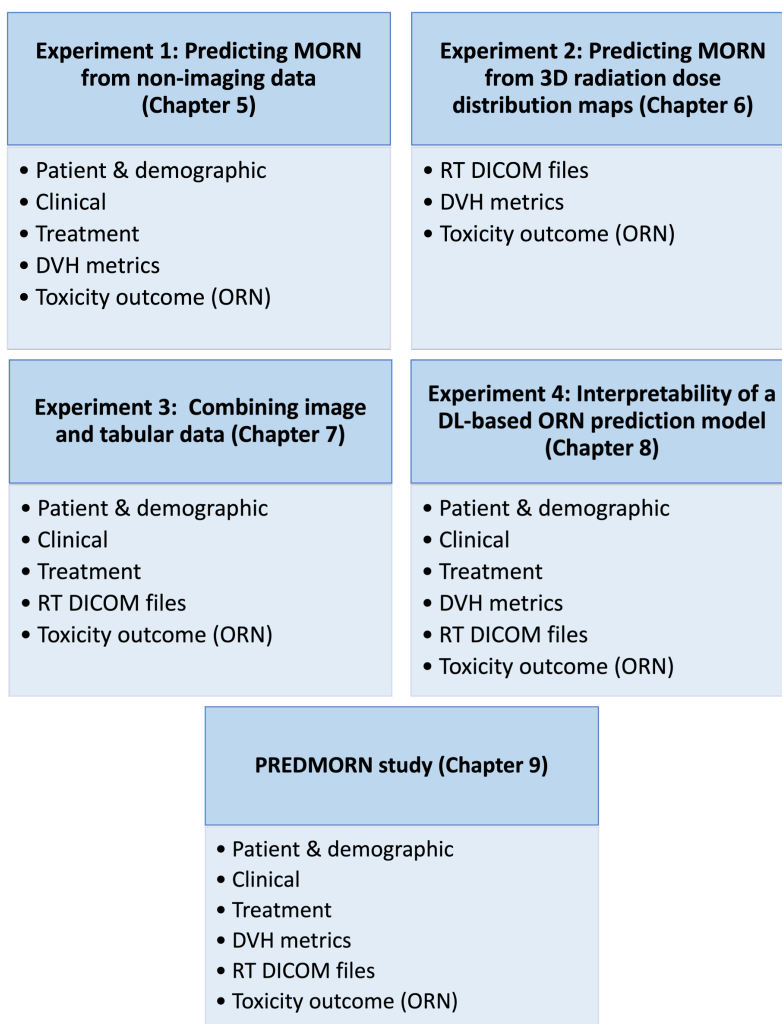 Experiment 1: Predicting MORN
from non-imaging data
(Chapter 5)
• Patient & demographic
• Clinical
• Treatment
• DVH metrics
• Toxicity outcome (ORN)
Experiment 2: Predicting MORN
from 3D radiation dose
distribution maps (Chapter 6)
• RT DICOM files
• DVH metrics
• Toxicity outcome (ORN)
Experiment 3: Combining image
and tabular data (Chapter 7)
• Patient & demographic
• Clinical
• Treatment
• RT DICOM files
• Toxicity outcome (ORN)
Experiment 4: Interpretability of a
DL-based ORN prediction model
(Chapter 8)
• Patient & demographic
• Clinical
• Treatment
• DVH metrics
• RT DICOM files
• Toxicity outcome (ORN)
PREDMORN study (Chapter 9)
• Patient & demographic
• Clinical
• Treatment
• DVH metrics
• RT DICOM files
• Toxicity outcome (ORN)